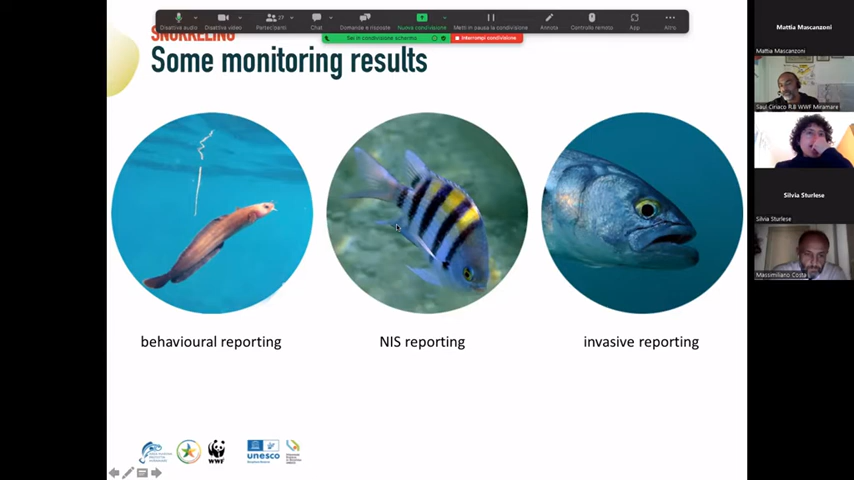 Disattiva audio
Disattiva video
Partecipanti
27
Chat
Domande e risposte
Nuova condivisione
Metti in pausa la condivisione
Annota
Controllo remoto
App
Altro
Sei in condivisione schermo
Interrompi condivisione
SNORKELING
Some monitoring results
behavioural reporting
NIS reporting
invasive reporting
WWF
unesco
Mattia Mascanzoni
Mattia Mascanzoni
Saul Ciriaco R.B WWF Miramare
Silvia Sturlese
Silvia Sturlese
Massimiliano Costa